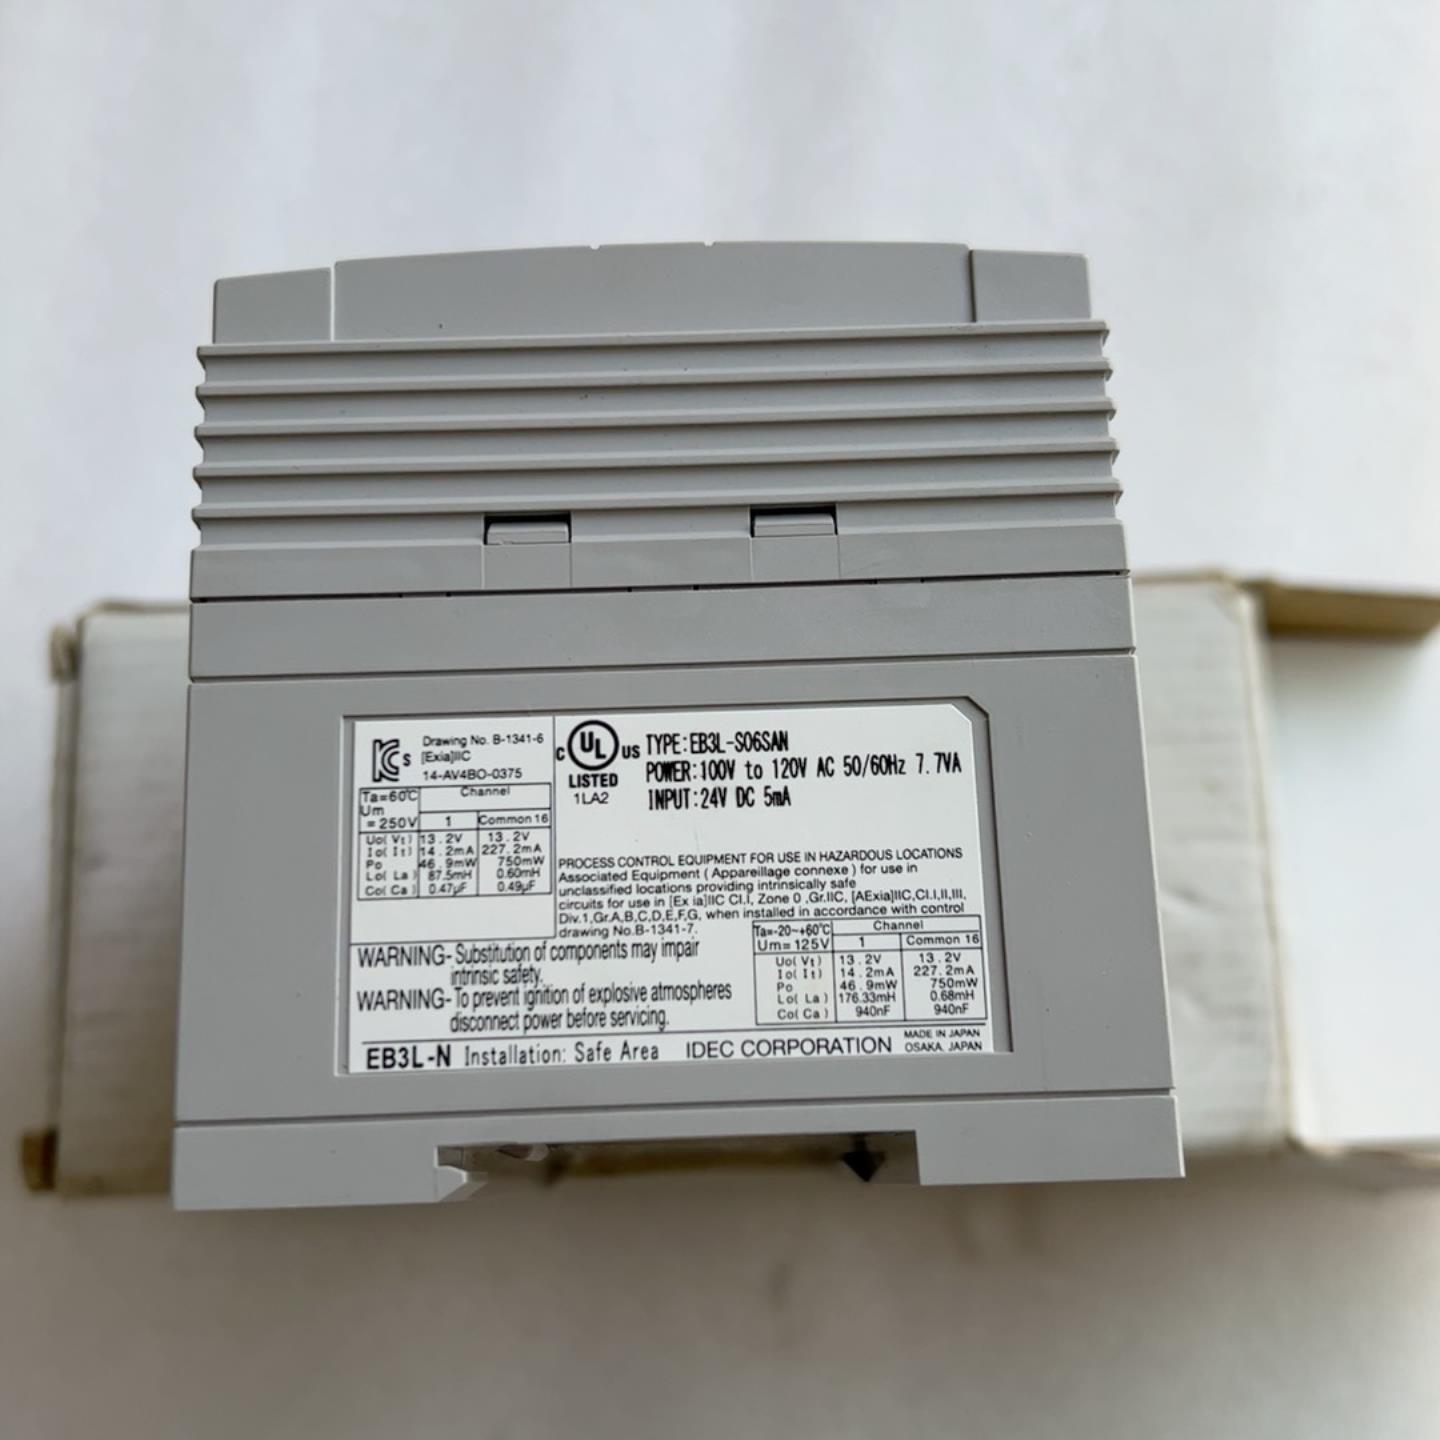 KCs
Drawing No. B-1341-6
[Exia]IIC
14-AV4BO-0375
Ta=60℃ Channel
Um
=250V 1 Common 16
Uo( Vt ) 13.2V 13.2V
Io( It ) 14.2mA 227.2mA
Po 46.9mW 750mW
Lo( La ) 87.5mH 0.60mH
Co( Ca ) 0.47μF 0.49μF
C UL US
LISTED
1LA2
TYPE:EB3L-S06SAN
POWER:100V to 120V AC 50/60Hz 7.7VA
INPUT:24V DC 5mA
PROCESS CONTROL EQUIPMENT FOR USE IN HAZARDOUS LOCATIONS
Associated Equipment ( Appareillage connexe ) for use in
unclassified locations providing intrinsically safe
circuits for use in [Ex ia]IIC Cl.I, Zone 0 ,Gr.IIC, [AExia]IIC,Cl.I,II,III,
Div.1,Gr.A,B,C,D,E,F,G, when installed in accordance with control
drawing No.B-1341-7.
WARNING- Substitution of components may impair
intrinsic safety.
WARNING- To prevent ignition of explosive atmospheres
disconnect power before servicing.
Ta=-20~+60℃ Channel
Um=125V 1 Common 16
Uo( Vt ) 13.2V 13.2V
Io( It ) 14.2mA 227.2mA
Po 46.9mW 750mW
Lo( La ) 176.33mH 0.68mH
Co( Ca ) 940nF 940nF
EB3L-N Installation: Safe Area IDEC CORPORATION
MADE IN JAPAN
OSAKA, JAPAN